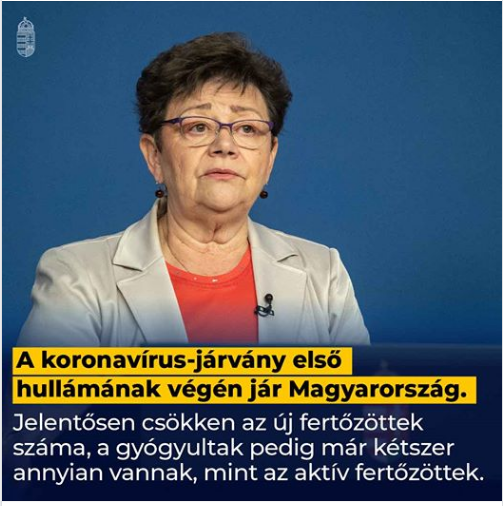 A koronavírus-járvány első
hullámának végén jár Magyarország.
Jelentősen csökken az új fertőzöttek
száma, a gyógyultak pedig már kétszer
annyian vannak, mint az aktív fertőzöttek.